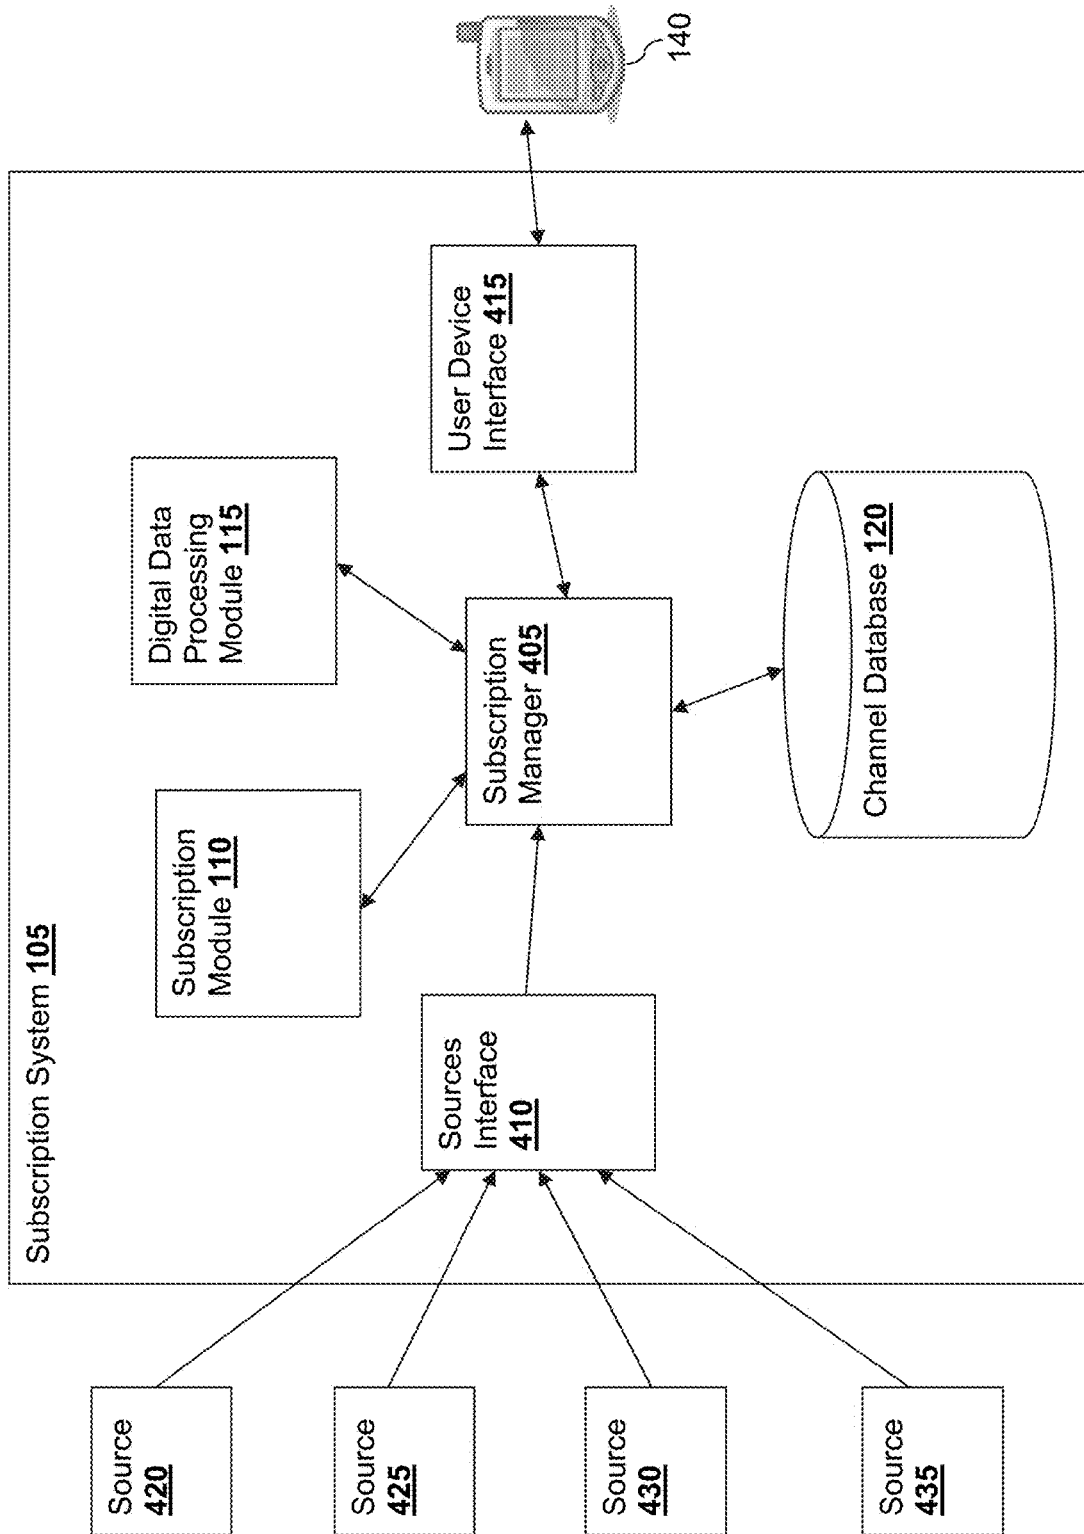 Subscription System 105
Source
420
Source
425
Source
430
Source
435
Sources
Interface
410
Subscription
Module 110
Digital Data
Processing
Module 115
Subscription
Manager 405
User Device
Interface 415
Channel Database 120
140